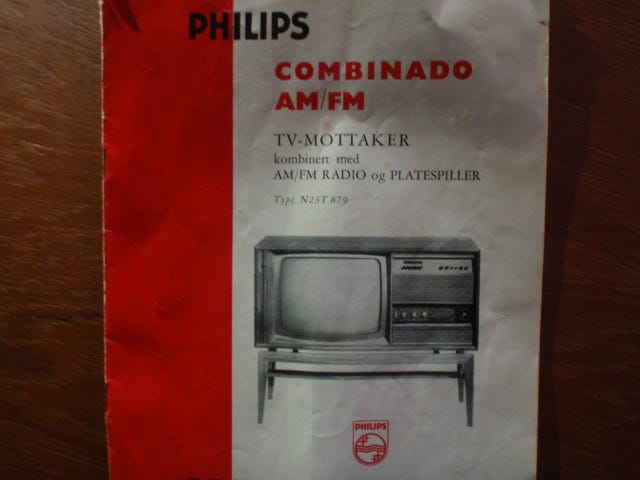 PHILIPS
COMBINADO
AM/FM
TV-MOTTAKER
kombinert med
AM/FM RADIO og PLATESPILLER
Type. N23T 879
PHILIPS